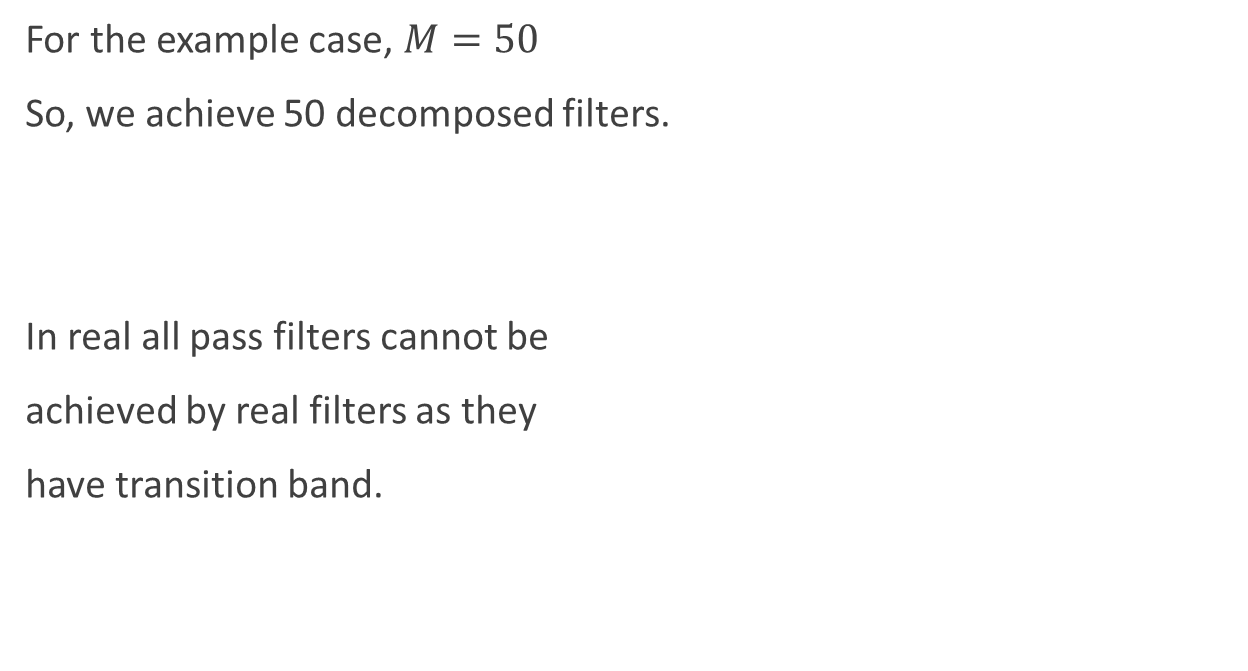 For the example case, M = 50
So, we achieve 50 decomposed filters.
In real all pass filters cannot be
achieved by real filters as they
have transition band.